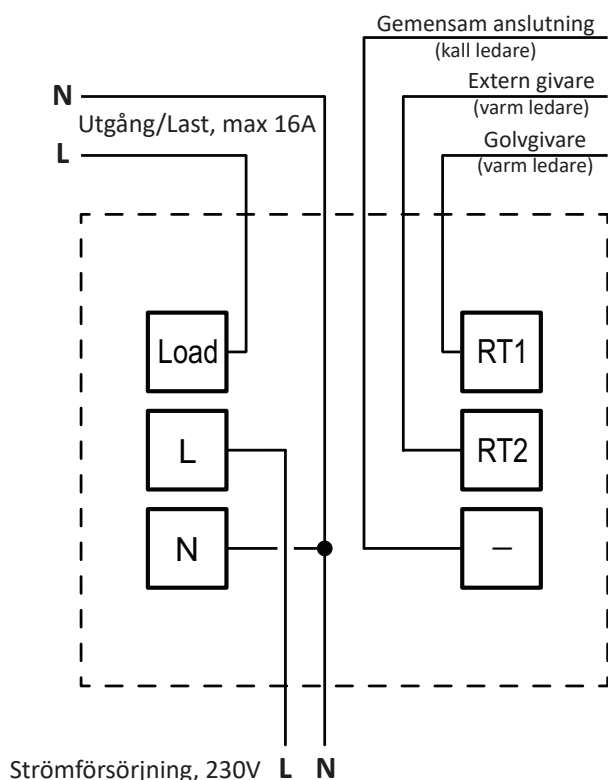 Gemensam anslutning
(kall ledare)
Extern givare
(varm ledare)
Golvgivare
(varm ledare)
N
Utgång/Last, max 16A
L
Load
RT1
L
RT2
N
–
Strömförsörjning, 230V L N